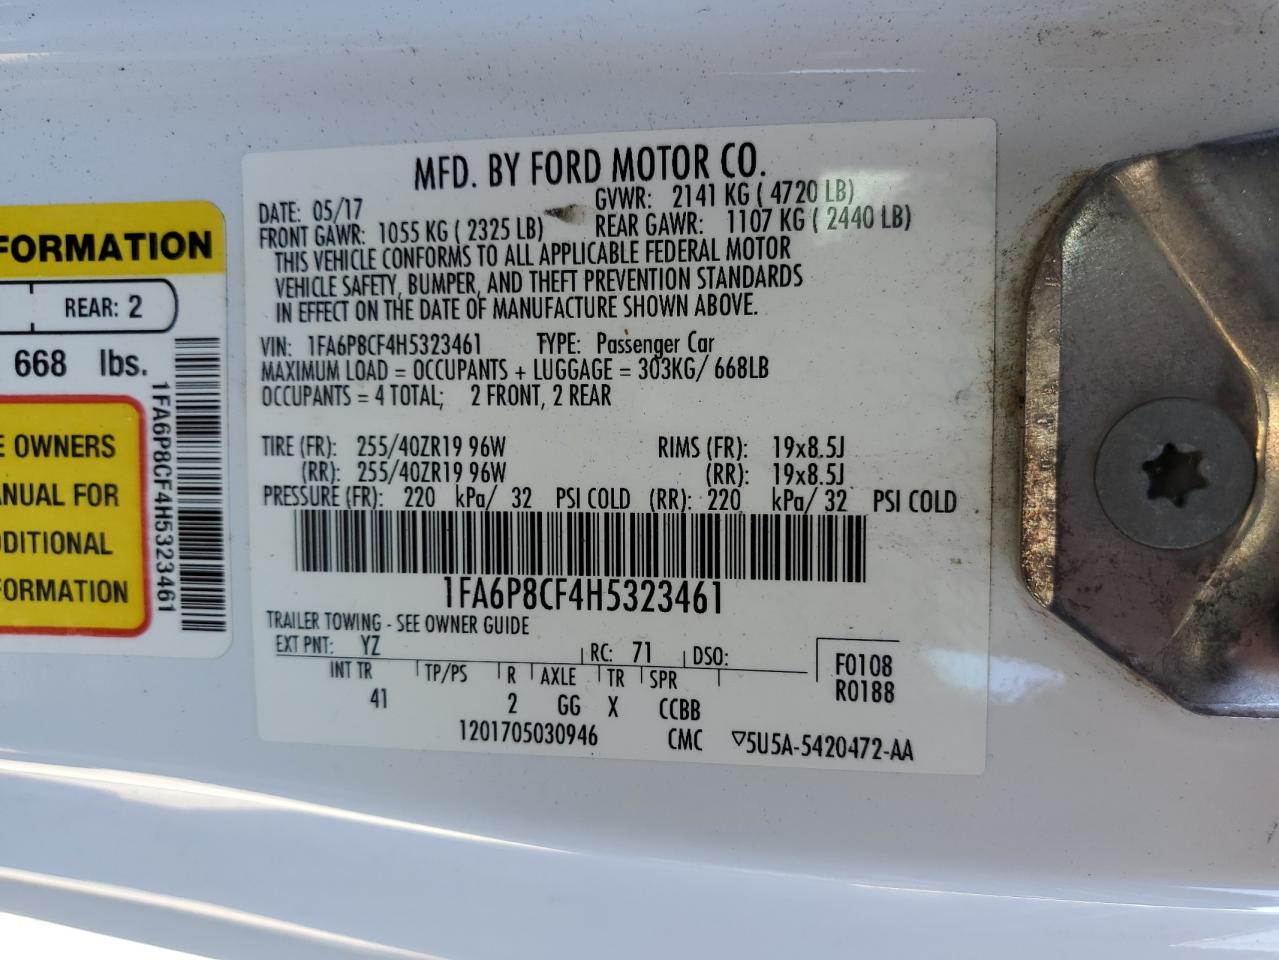 FORMATION
REAR: 2
668 lbs.
E OWNERS
ANUAL FOR
DDITIONAL
FORMATION
1FA6P8CF4H5323461
MFD. BY FORD MOTOR CO.
DATE: 05/17 GVWR: 2141 KG ( 4720 LB)
FRONT GAWR: 1055 KG ( 2325 LB) REAR GAWR: 1107 KG ( 2440 LB)
THIS VEHICLE CONFORMS TO ALL APPLICABLE FEDERAL MOTOR
VEHICLE SAFETY, BUMPER, AND THEFT PREVENTION STANDARDS
IN EFFECT ON THE DATE OF MANUFACTURE SHOWN ABOVE.
VIN: 1FA6P8CF4H5323461 TYPE: Passenger Car
MAXIMUM LOAD = OCCUPANTS + LUGGAGE = 303KG/ 668LB
OCCUPANTS = 4 TOTAL; 2 FRONT, 2 REAR
TIRE (FR): 255/40ZR19 96W RIMS (FR): 19x8.5J
(RR): 255/40ZR19 96W (RR): 19x8.5J
PRESSURE (FR): 220 kPa/ 32 PSI COLD (RR): 220 kPa/ 32 PSI COLD
1FA6P8CF4H5323461
TRAILER TOWING - SEE OWNER GUIDE
EXT PNT: YZ RC: 71 DSO:
INT TR TP/PS R AXLE TR SPR F0108
41 2 GG X CCBB R0188
1201705030946 CMC ▽5U5A-5420472-AA